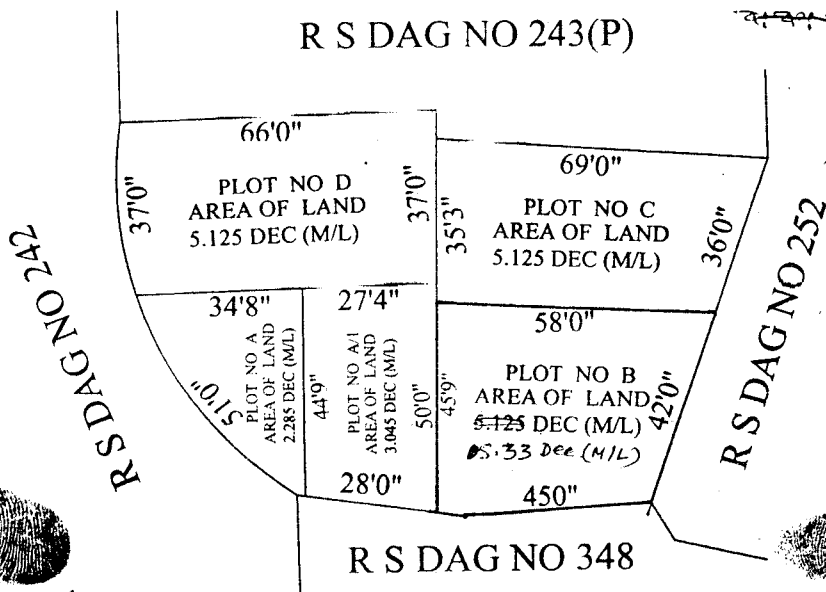 R S DAG NO 243(P)
66'0"
37'0"
PLOT NO D
AREA OF LAND
5.125 DEC (M/L)
37'0"
69'0"
35'3"
PLOT NO C
AREA OF LAND
5.125 DEC (M/L)
36'0"
R S DAG NO 242
R S DAG NO 252
34'8"
51'0"
PLOT NO A
AREA OF LAND
2.285 DEC (M/L)
44'9"
27'4"
PLOT NO A/1
AREA OF LAND
3.045 DEC (M/L)
50'0"
28'0"
58'0"
45'9"
PLOT NO B
AREA OF LAND
5.125 DEC (M/L)
05.33 Dec (M/L)
42'0"
450"
R S DAG NO 348